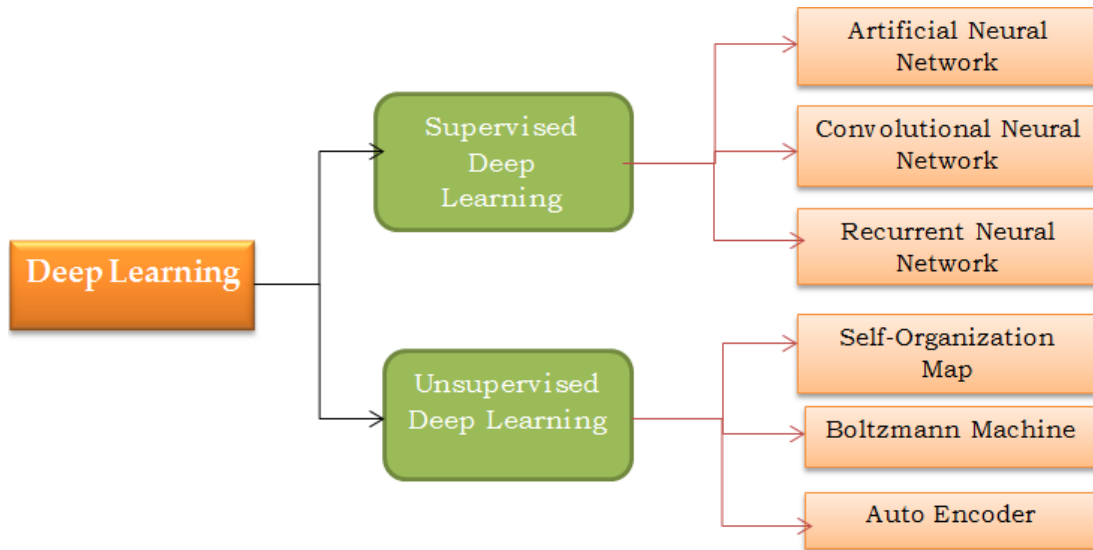 Deep Learning
Supervised
Deep
Learning
Unsupervised
Deep Learning
Artificial Neural
Network
Convolutional Neural
Network
Recurrent Neural
Network
Self-Organization
Map
Boltzmann Machine
Auto Encoder